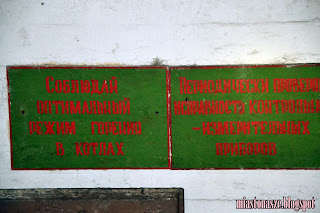 Соблюдай
оптимальный
режим горения
в котлах
Периодически проверяй
исправность контрольно
-измерительных
приборов
miastonasze.blogspot